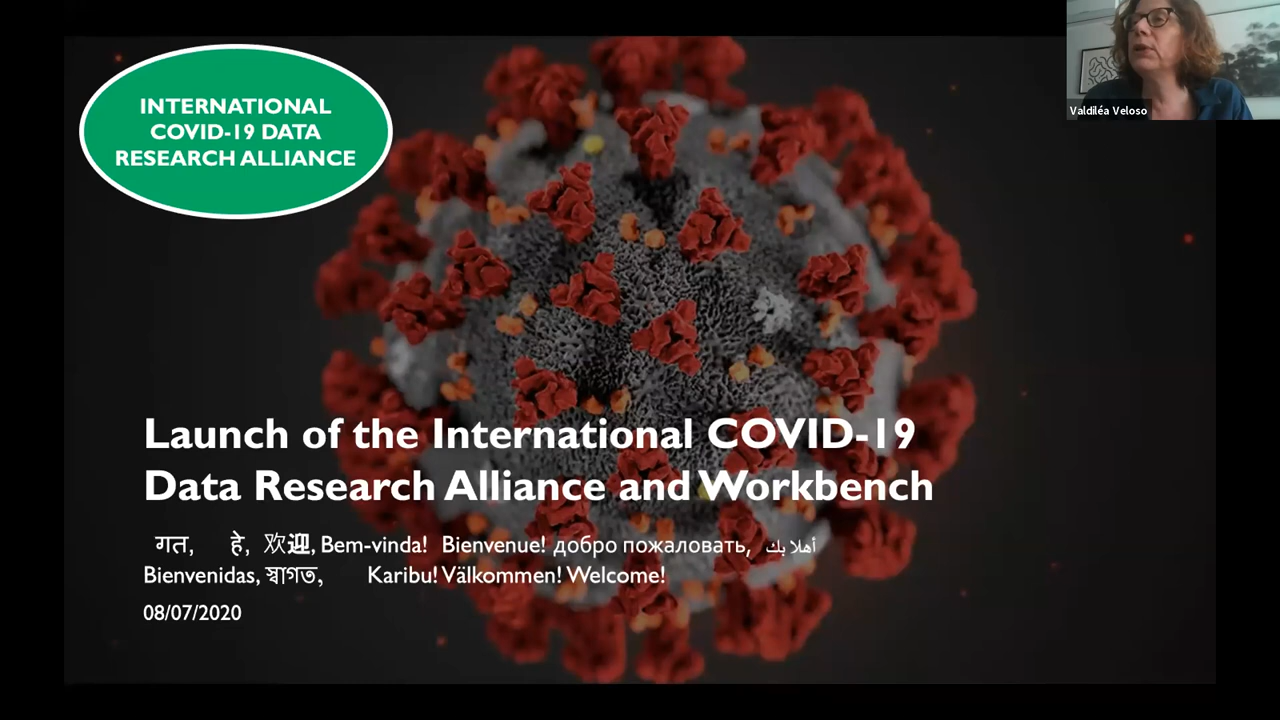 INTERNATIONAL
COVID-19 DATA
RESEARCH ALLIANCE
Valdiléa Veloso
Launch of the International COVID-19
Data Research Alliance and Workbench
गत, हे, 欢迎, Bem-vinda! Bienvenue! добро пожаловать, أهلا بك
Bienvenidas, স্বাগত, Karibu! Välkommen! Welcome!
08/07/2020